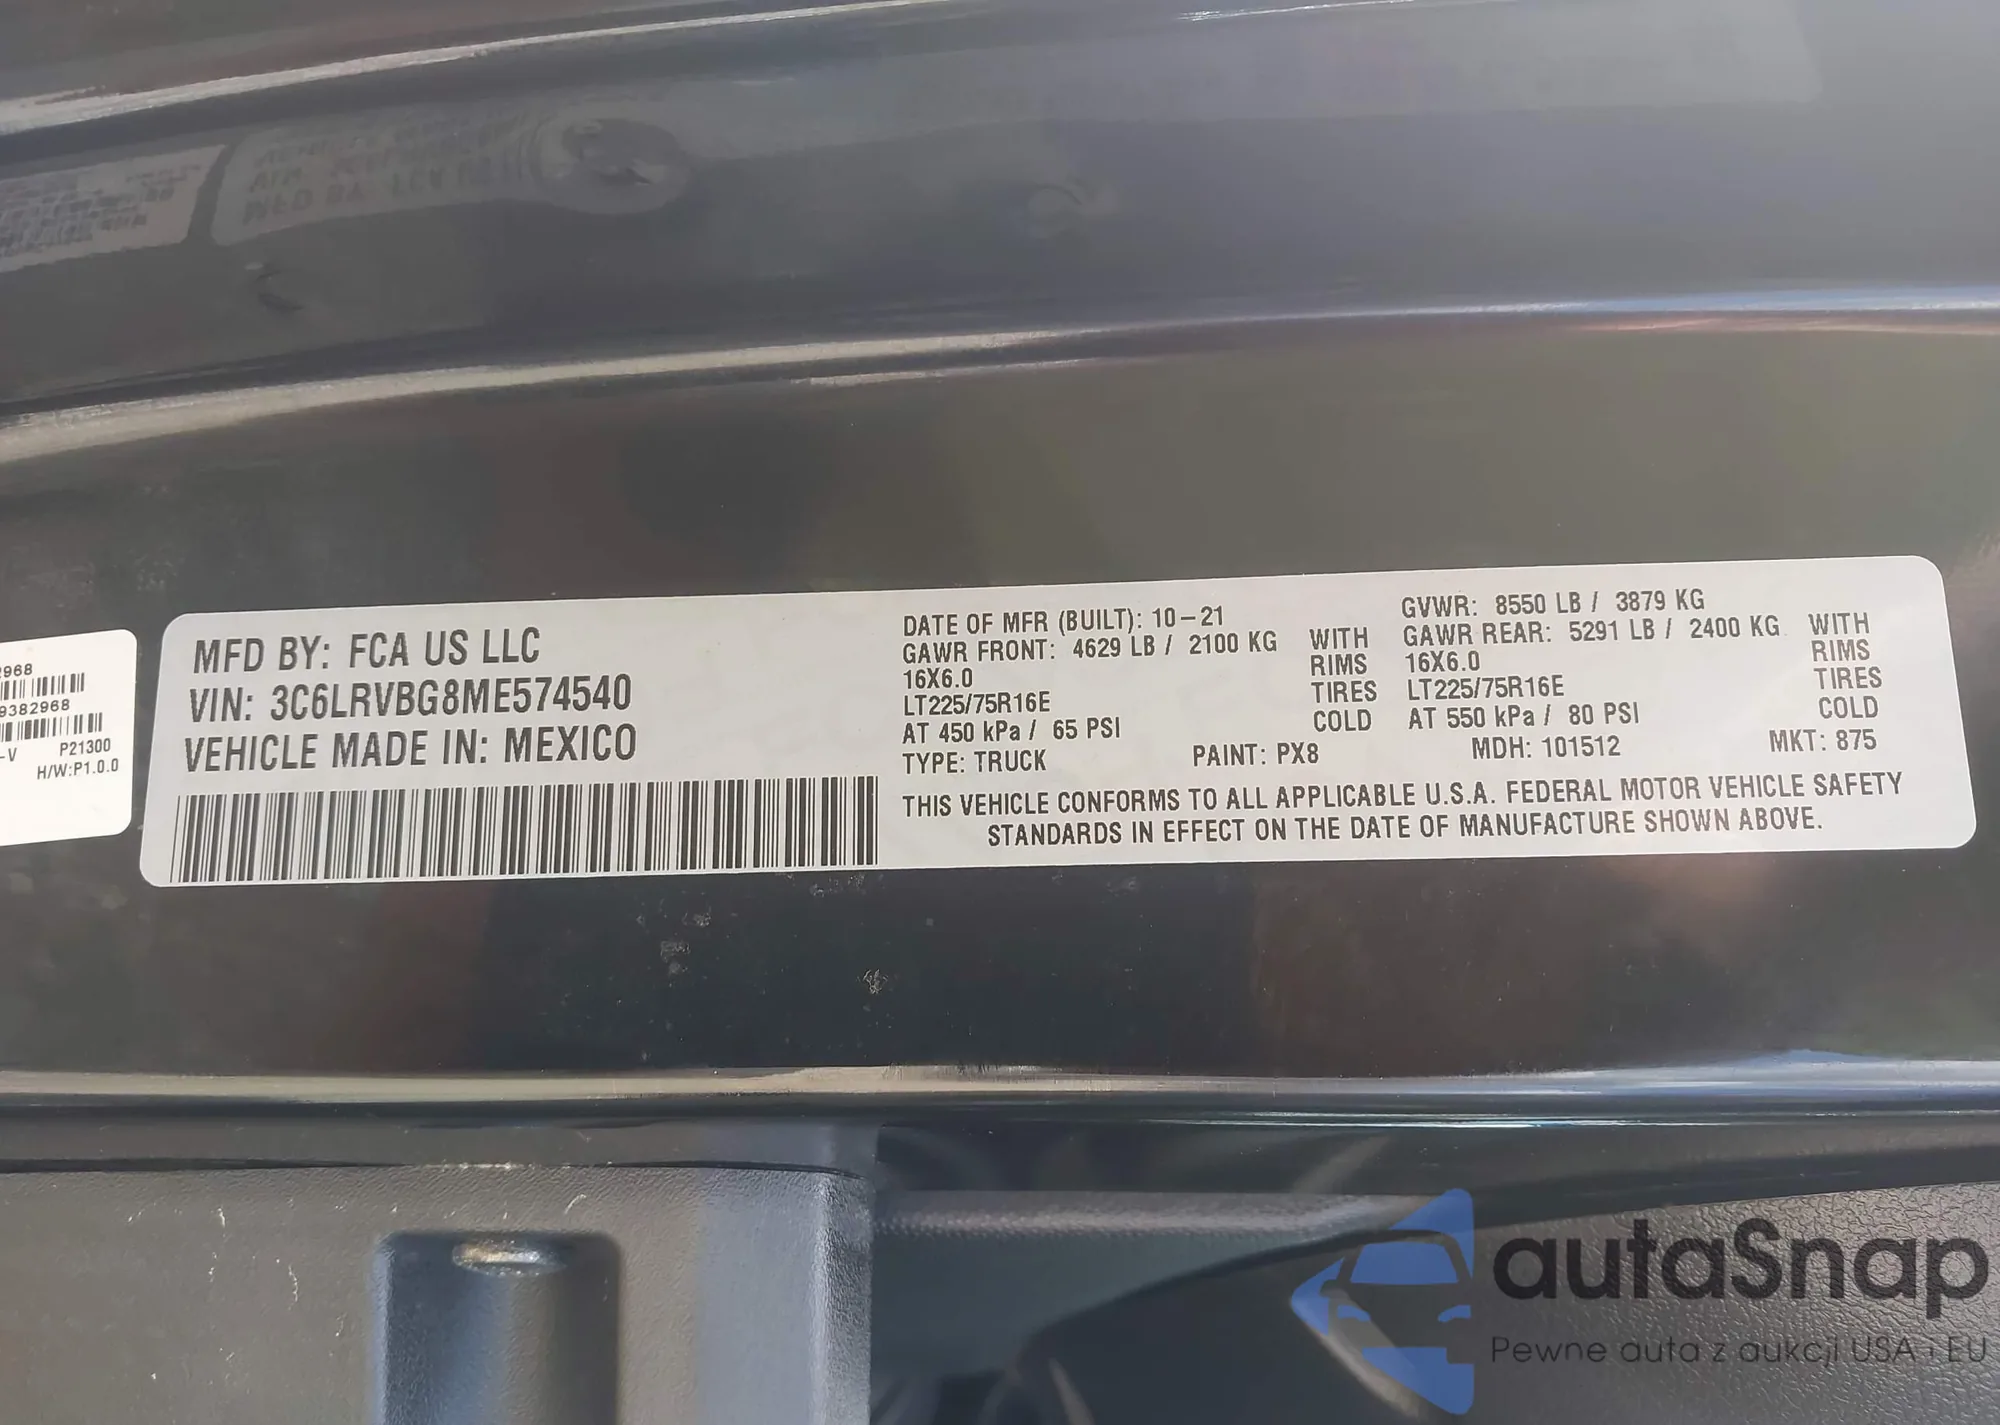 2968
9382968
-V P21300
H/W:P1.0.0
MFD BY: FCA US LLC
VIN: 3C6LRVBG8ME574540
VEHICLE MADE IN: MEXICO
DATE OF MFR (BUILT): 10-21 GVWR: 8550 LB / 3879 KG
GAWR FRONT: 4629 LB / 2100 KG WITH GAWR REAR: 5291 LB / 2400 KG WITH
16X6.0 RIMS 16X6.0 RIMS
LT225/75R16E TIRES LT225/75R16E TIRES
AT 450 kPa / 65 PSI COLD AT 550 kPa / 80 PSI COLD
TYPE: TRUCK PAINT: PX8 MDH: 101512 MKT: 875
THIS VEHICLE CONFORMS TO ALL APPLICABLE U.S.A. FEDERAL MOTOR VEHICLE SAFETY
STANDARDS IN EFFECT ON THE DATE OF MANUFACTURE SHOWN ABOVE.
autaSnap
Pewne auta z aukcji USA i EU